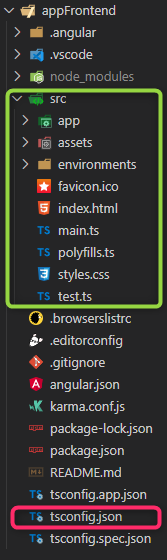 appFrontend
.angular
.vscode
node_modules
src
app
assets
environments
favicon.ico
index.html
TS main.ts
TS polyfills.ts
styles.css
TS test.ts
.browserslistrc
.editorconfig
.gitignore
angular.json
karma.conf.js
package-lock.json
package.json
README.md
TS tsconfig.app.json
TS tsconfig.json
TS tsconfig.spec.json